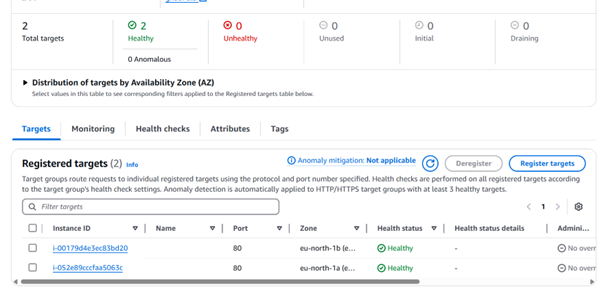 2
Total targets
2
Healthy
0 Anomalous
0
Unhealthy
0
Unused
0
Initial
0
Draining
Distribution of targets by Availability Zone (AZ)
Select values in this table to see corresponding filters applied to the Registered targets table below.
Targets Monitoring Health checks Attributes Tags
Registered targets (2) Info
Anomaly mitigation: Not applicable
Deregister
Register targets
Target groups route requests to individual registered targets using the protocol and port number specified. Health checks are performed on all registered targets according
to the target group's health check settings. Anomaly detection is automatically applied to HTTP/HTTPS target groups with at least 3 healthy targets.
Filter targets
1
Instance ID Name Port Zone Health status Health status details Admini...
i-00179d4e3ec83bd20 80 eu-north-1b (e... Healthy - No over
i-052e89cccfaa5063c 80 eu-north-1a (e... Healthy - No over